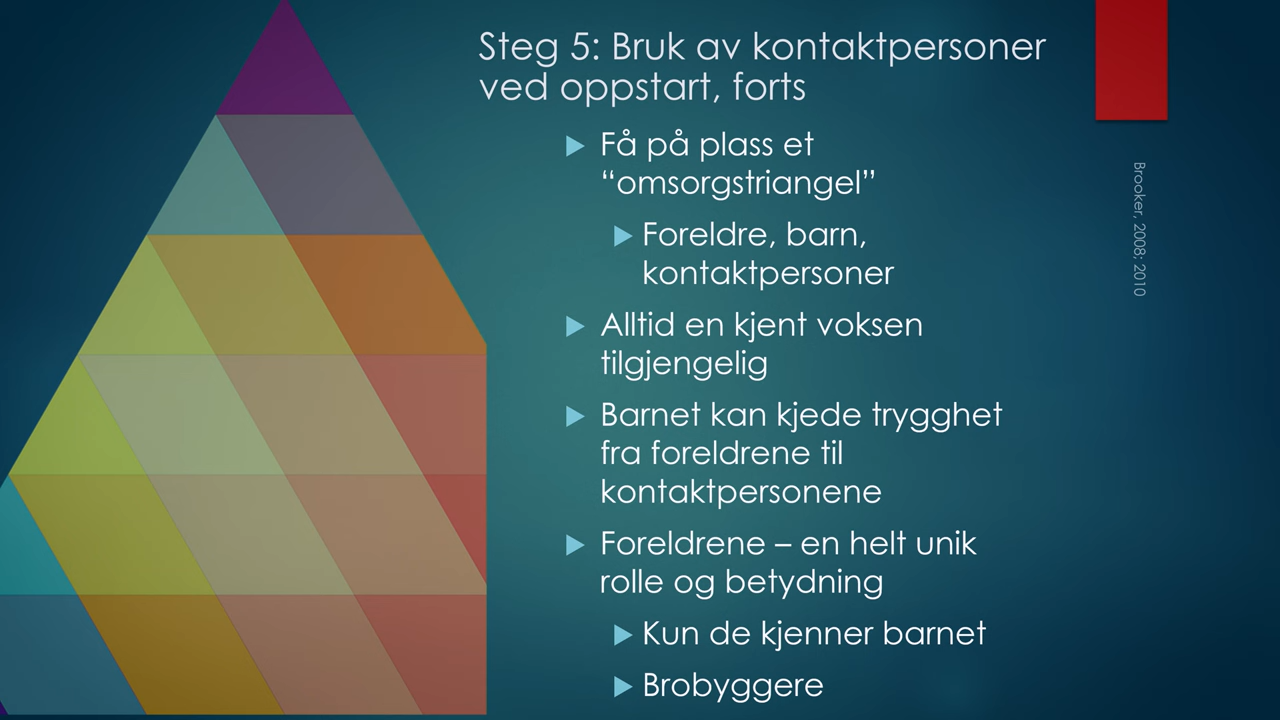 Steg 5: Bruk av kontaktpersoner
ved oppstart, forts
Få på plass et
“omsorgstriangel”
Foreldre, barn,
kontaktpersoner
Alltid en kjent voksen
tilgjengelig
Barnet kan kjede trygghet
fra foreldrene til
kontaktpersonene
Foreldrene – en helt unik
rolle og betydning
Kun de kjenner barnet
Brobyggere
Brooker, 2008; 2010